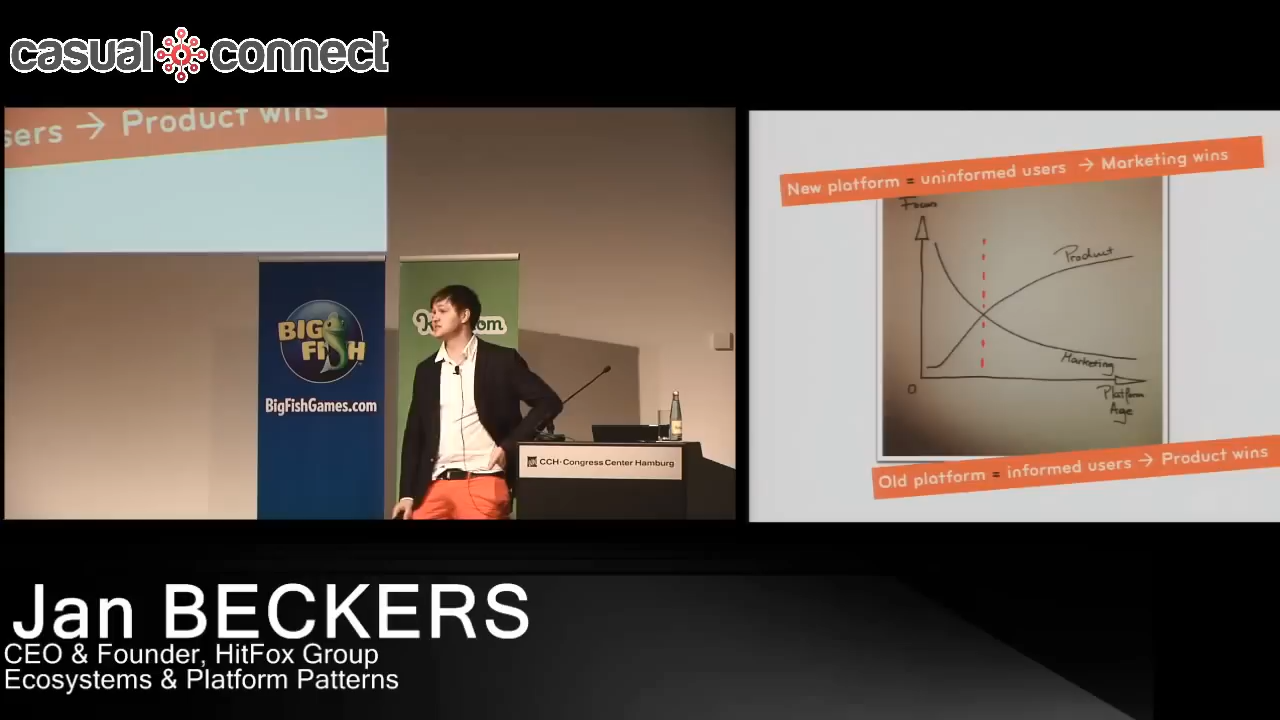 casual connect
sers → Product wins
BIG
FISH
BigFishGames.com
CCH·Congress Center Hamburg
New platform = uninformed users → Marketing wins
Focus
Product
Marketing
0
Platform
Age
Old platform = informed users → Product wins
Jan BECKERS
CEO & Founder, HitFox Group
Ecosystems & Platform Patterns